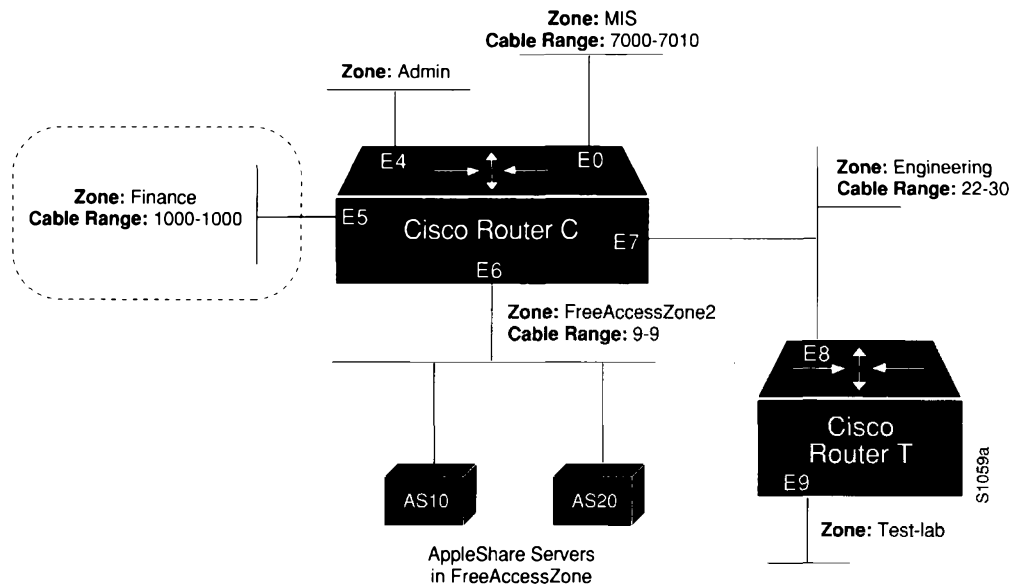 Zone: MIS
Cable Range: 7000-7010
Zone: Admin
E4
E0
Zone: Engineering
Cable Range: 22-30
Zone: Finance
Cable Range: 1000-1000
E5
Cisco Router C
E7
E6
Zone: FreeAccessZone2
Cable Range: 9-9
E8
Cisco
Router T
E9
S1059a
AS10
AS20
Zone: Test-lab
AppleShare Servers
in FreeAccessZone